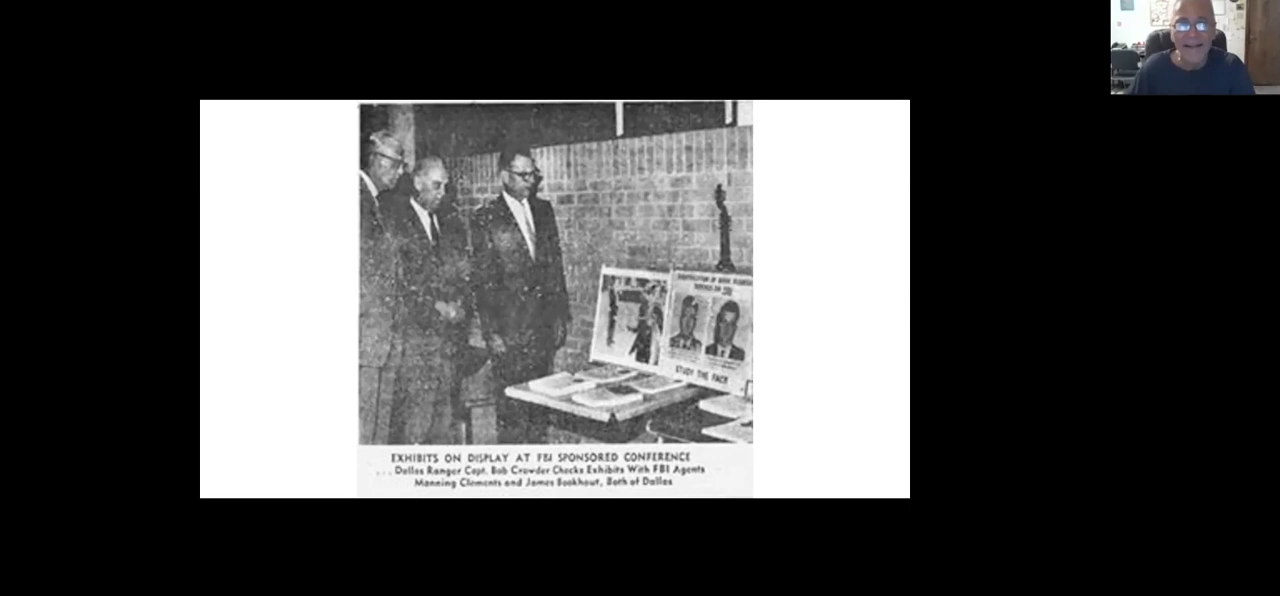 STUDY THE FACE
EXHIBITS ON DISPLAY AT FBI SPONSORED CONFERENCE
... Dallas Ranger Capt. Bob Crowder Checks Exhibits With FBI Agents
Manning Clements and James Bookhout, Both of Dallas